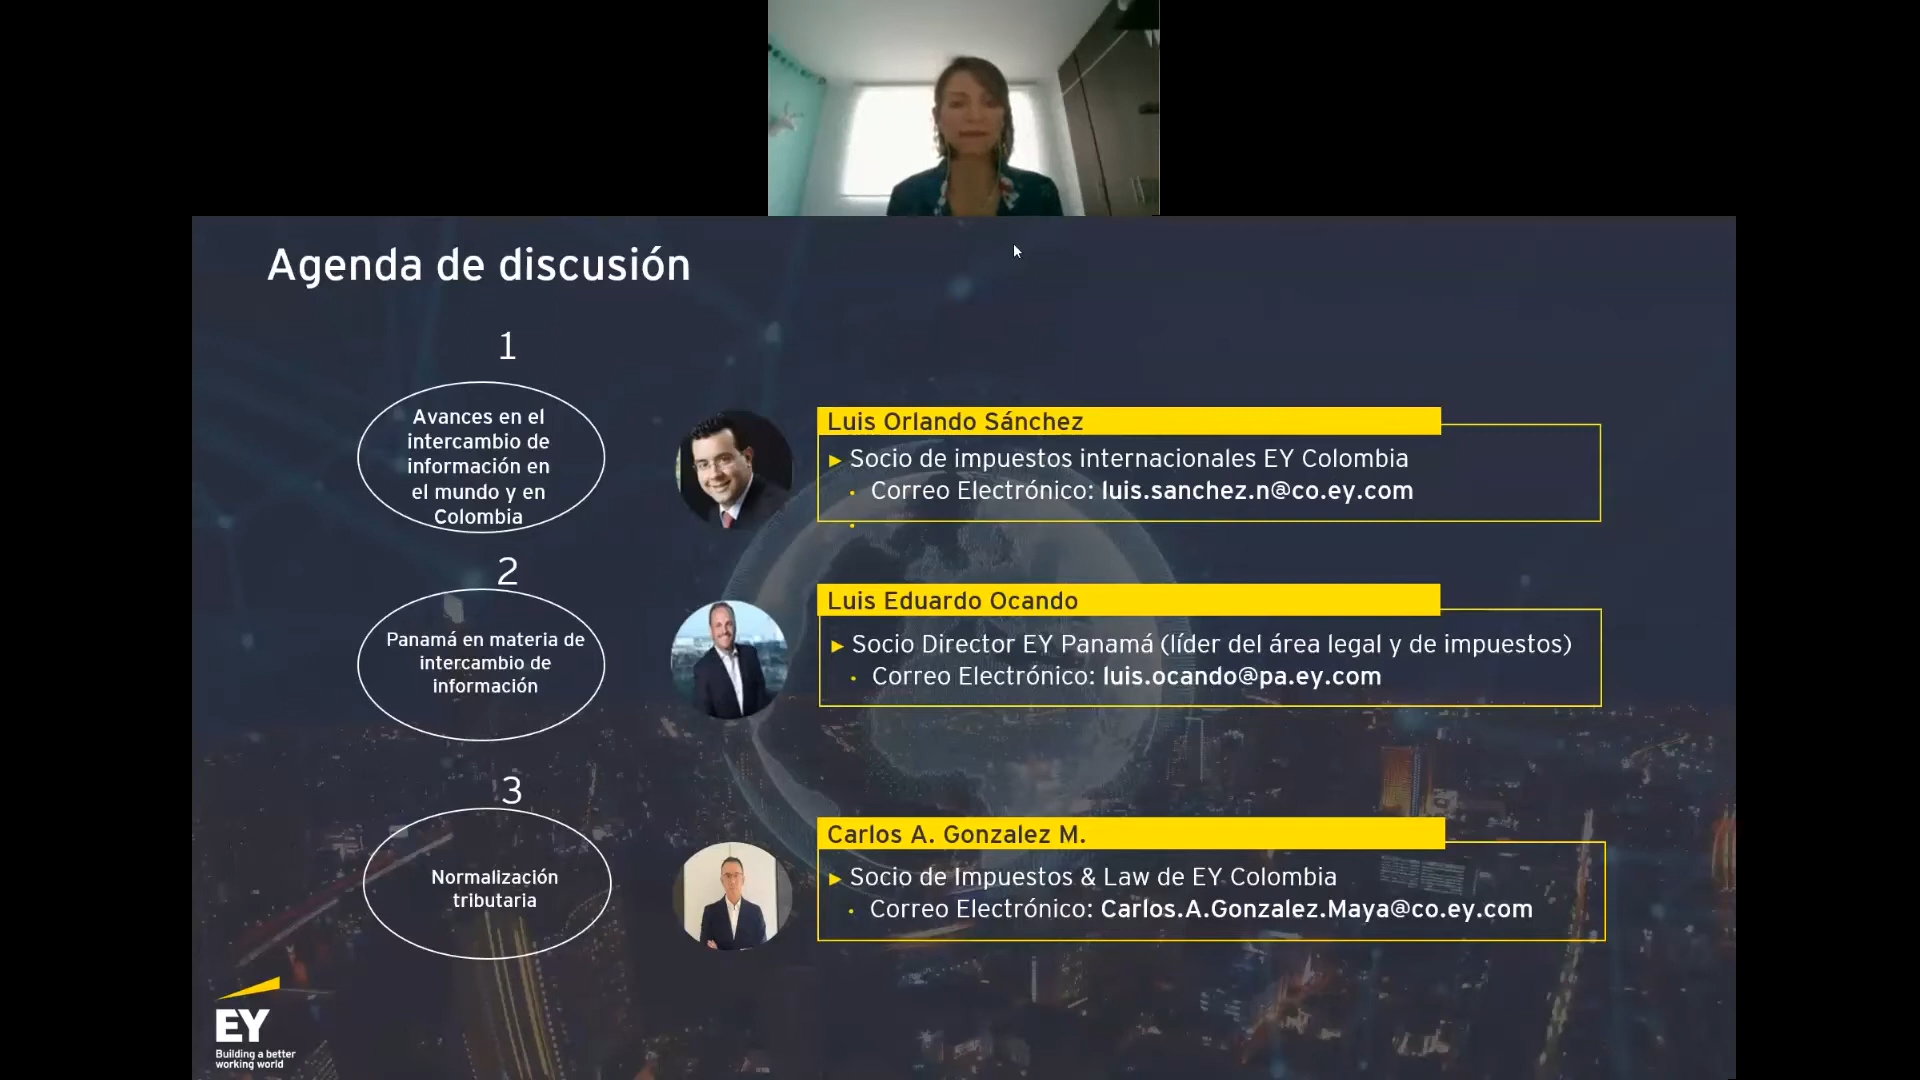 Agenda de discusión
1
Avances en el
intercambio de
información en
el mundo y en
Colombia
Luis Orlando Sánchez
Socio de impuestos internacionales EY Colombia
Correo Electrónico: luis.sanchez.n@co.ey.com
2
Panamá en materia de
intercambio de
información
Luis Eduardo Ocando
Socio Director EY Panamá (líder del área legal y de impuestos)
Correo Electrónico: luis.ocando@pa.ey.com
3
Normalización
tributaria
Carlos A. Gonzalez M.
Socio de Impuestos & Law de EY Colombia
Correo Electrónico: Carlos.A.Gonzalez.Maya@co.ey.com
EY
Building a better
working world